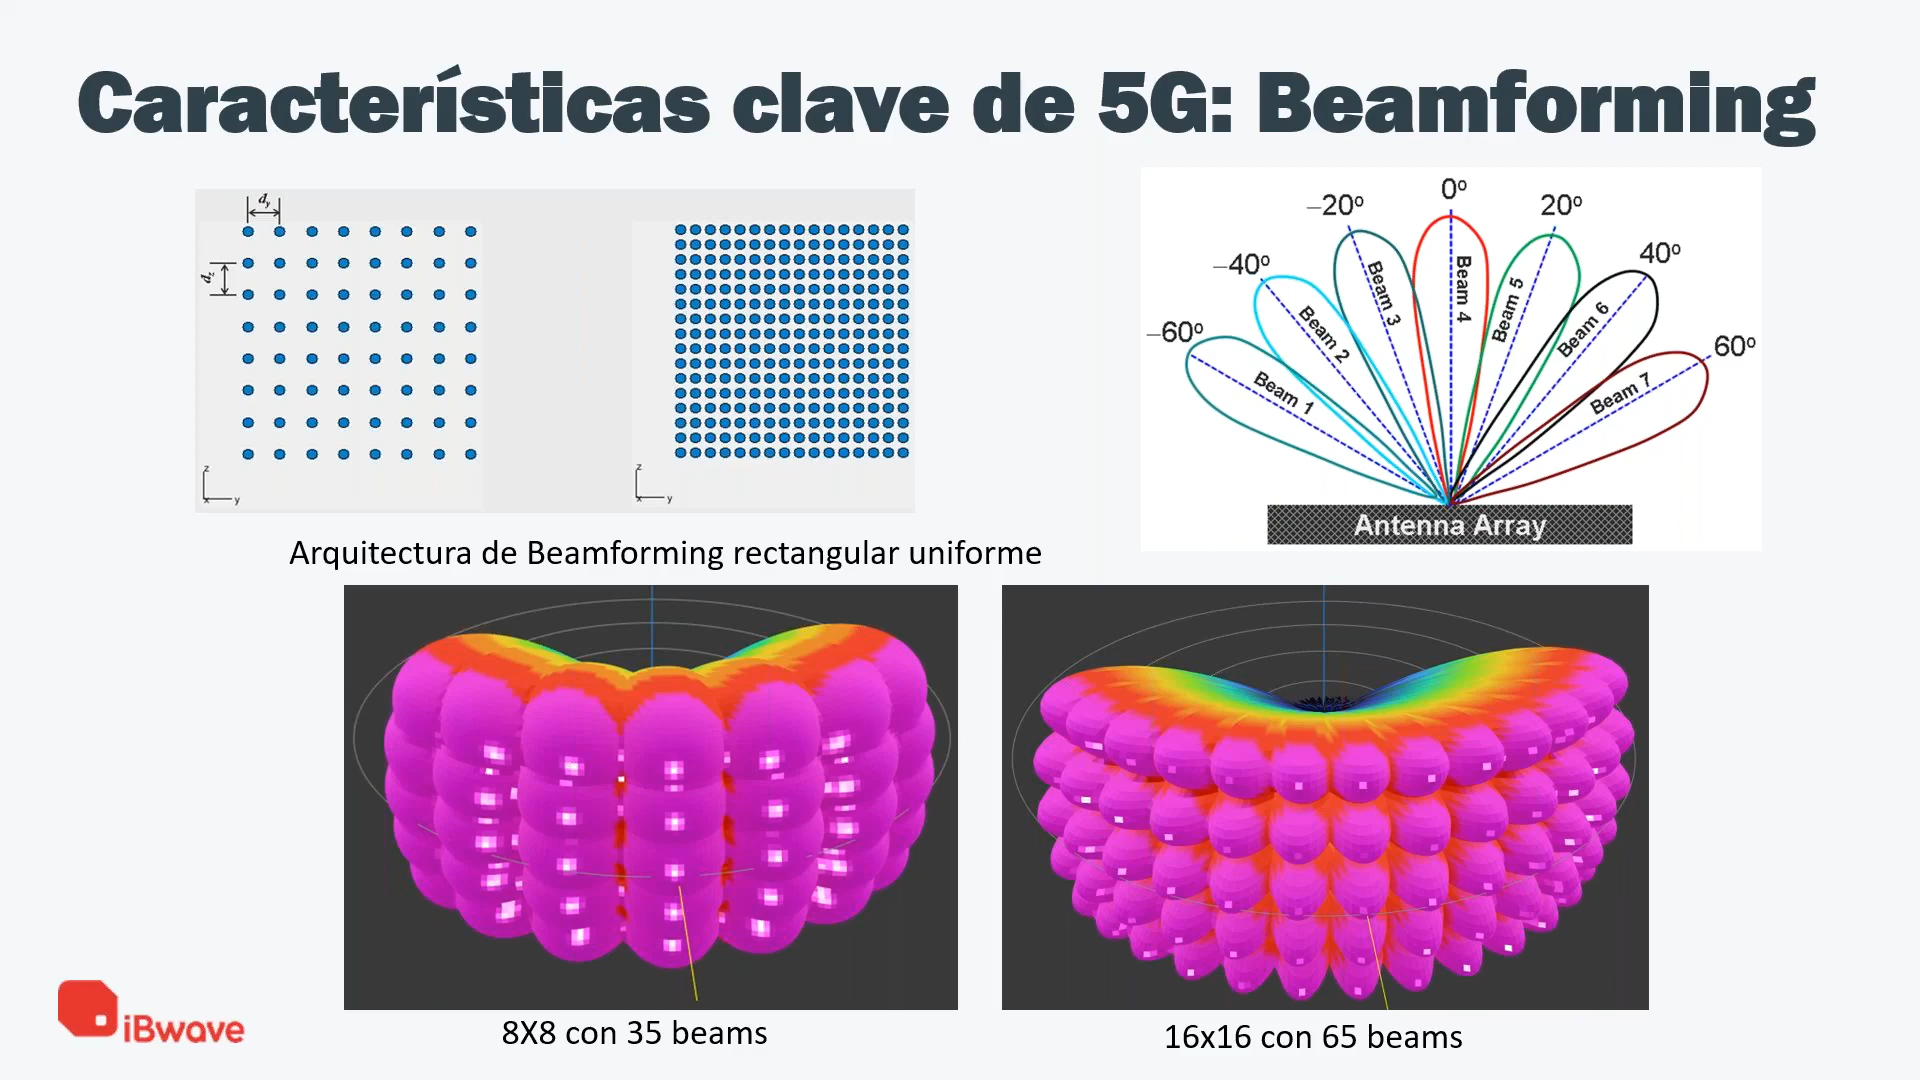 Características clave de 5G: Beamforming
dy
dz
z
x y
z
x y
Arquitectura de Beamforming rectangular uniforme
0º
–20º
20º
–40º
40º
–60º
60º
Beam 1
Beam 2
Beam 3
Beam 4
Beam 5
Beam 6
Beam 7
Antenna Array
8X8 con 35 beams
16x16 con 65 beams
iBwave